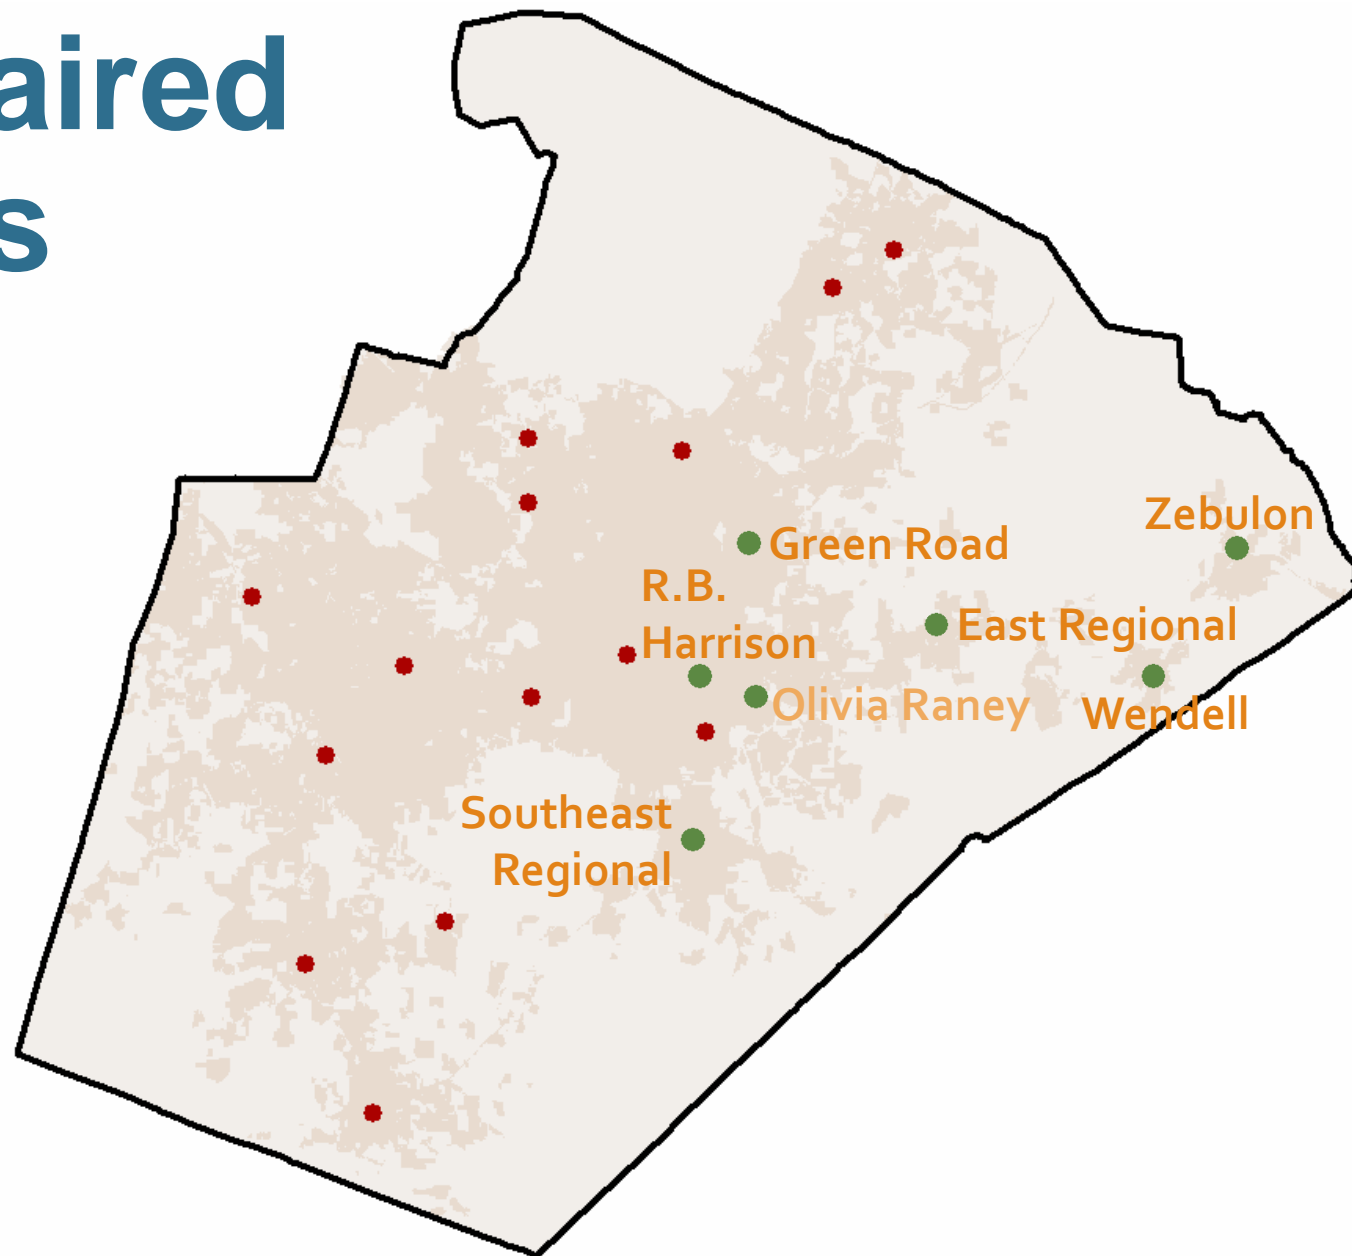 aired
s
Zebulon
Green Road
R.B.
Harrison
East Regional
Olivia Raney
Wendell
Southeast
Regional